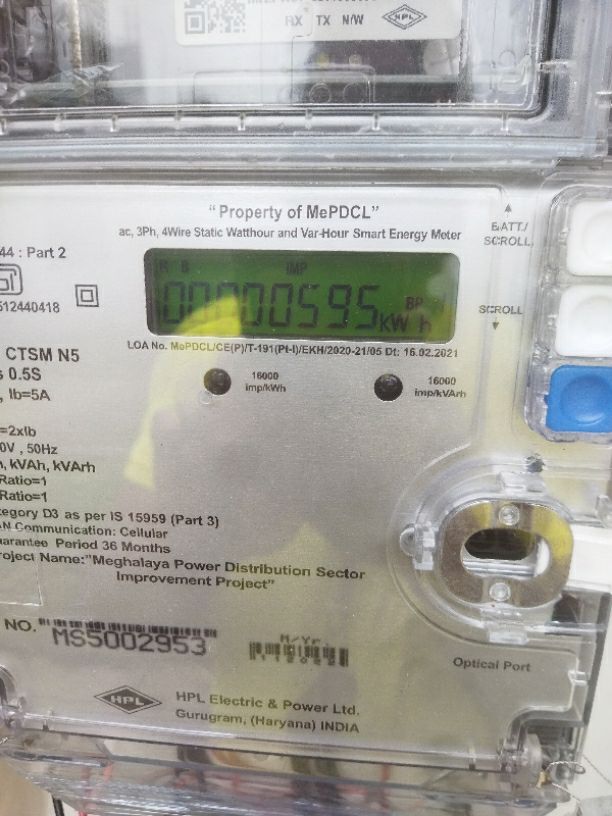 RX TX N/W
HPL
"Property of MePDCL"
ac, 3Ph, 4Wire Static Watthour and Var-Hour Smart Energy Meter
BATT./
SCROLL
44 : Part 2
512440418
R B IMP
00000595 BP
kWh
SCROLL
LOA No. MePDCL/CE(P)/T-191(Pt-I)/EKH/2020-21/05 Dt: 16.02.2021
CTSM N5
0.5S
, Ib=5A
16000
imp/kWh
16000
imp/kVArh
=2xIb
0V , 50Hz
, kVAh, kVArh
Ratio=1
Ratio=1
tegory D3 as per IS 15959 (Part 3)
AN Communication: Cellular
uarantee Period 36 Months
roject Name:"Meghalaya Power Distribution Sector
Improvement Project"
NO.
MS5002953
M/Yr.
Optical Port
HPL
HPL Electric & Power Ltd.
Gurugram, (Haryana) INDIA